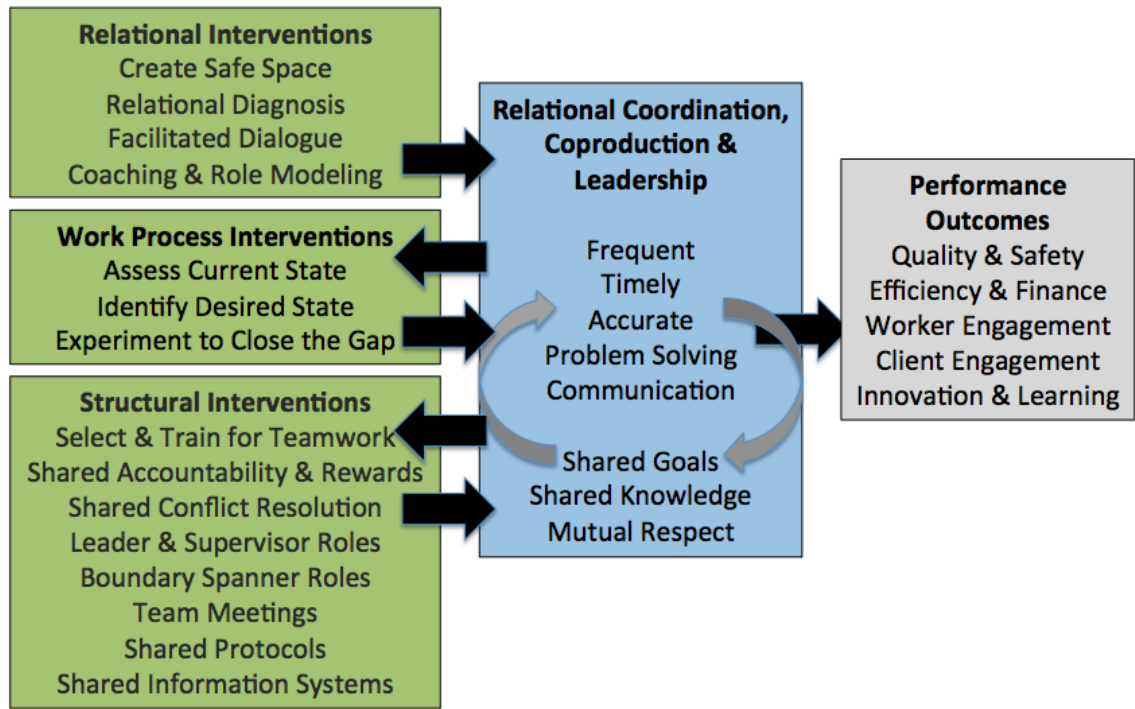 Relational Interventions
Create Safe Space
Relational Diagnosis
Facilitated Dialogue
Coaching & Role Modeling
Work Process Interventions
Assess Current State
Identify Desired State
Experiment to Close the Gap
Structural Interventions
Select & Train for Teamwork
Shared Accountability & Rewards
Shared Conflict Resolution
Leader & Supervisor Roles
Boundary Spanner Roles
Team Meetings
Shared Protocols
Shared Information Systems
Relational Coordination,
Coproduction &
Leadership
Frequent
Timely
Accurate
Problem Solving
Communication
Shared Goals
Shared Knowledge
Mutual Respect
Performance
Outcomes
Quality & Safety
Efficiency & Finance
Worker Engagement
Client Engagement
Innovation & Learning